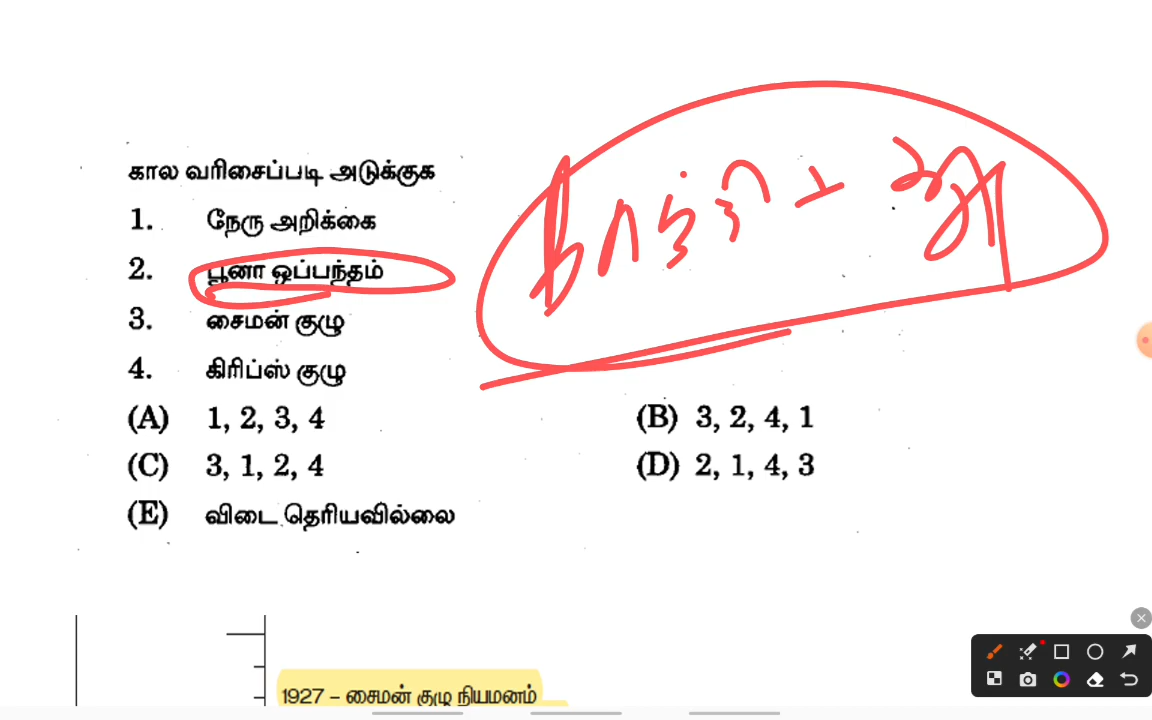 கால வரிசைப்படி அடுக்குக
1. நேரு அறிக்கை
2. பூனா ஒப்பந்தம்
3. சைமன் குழு
4. கிரிப்ஸ் குழு
(A) 1, 2, 3, 4
(B) 3, 2, 4, 1
(C) 3, 1, 2, 4
(D) 2, 1, 4, 3
(E) விடை தெரியவில்லை
1927 – சைமன் குழு நியமனம்